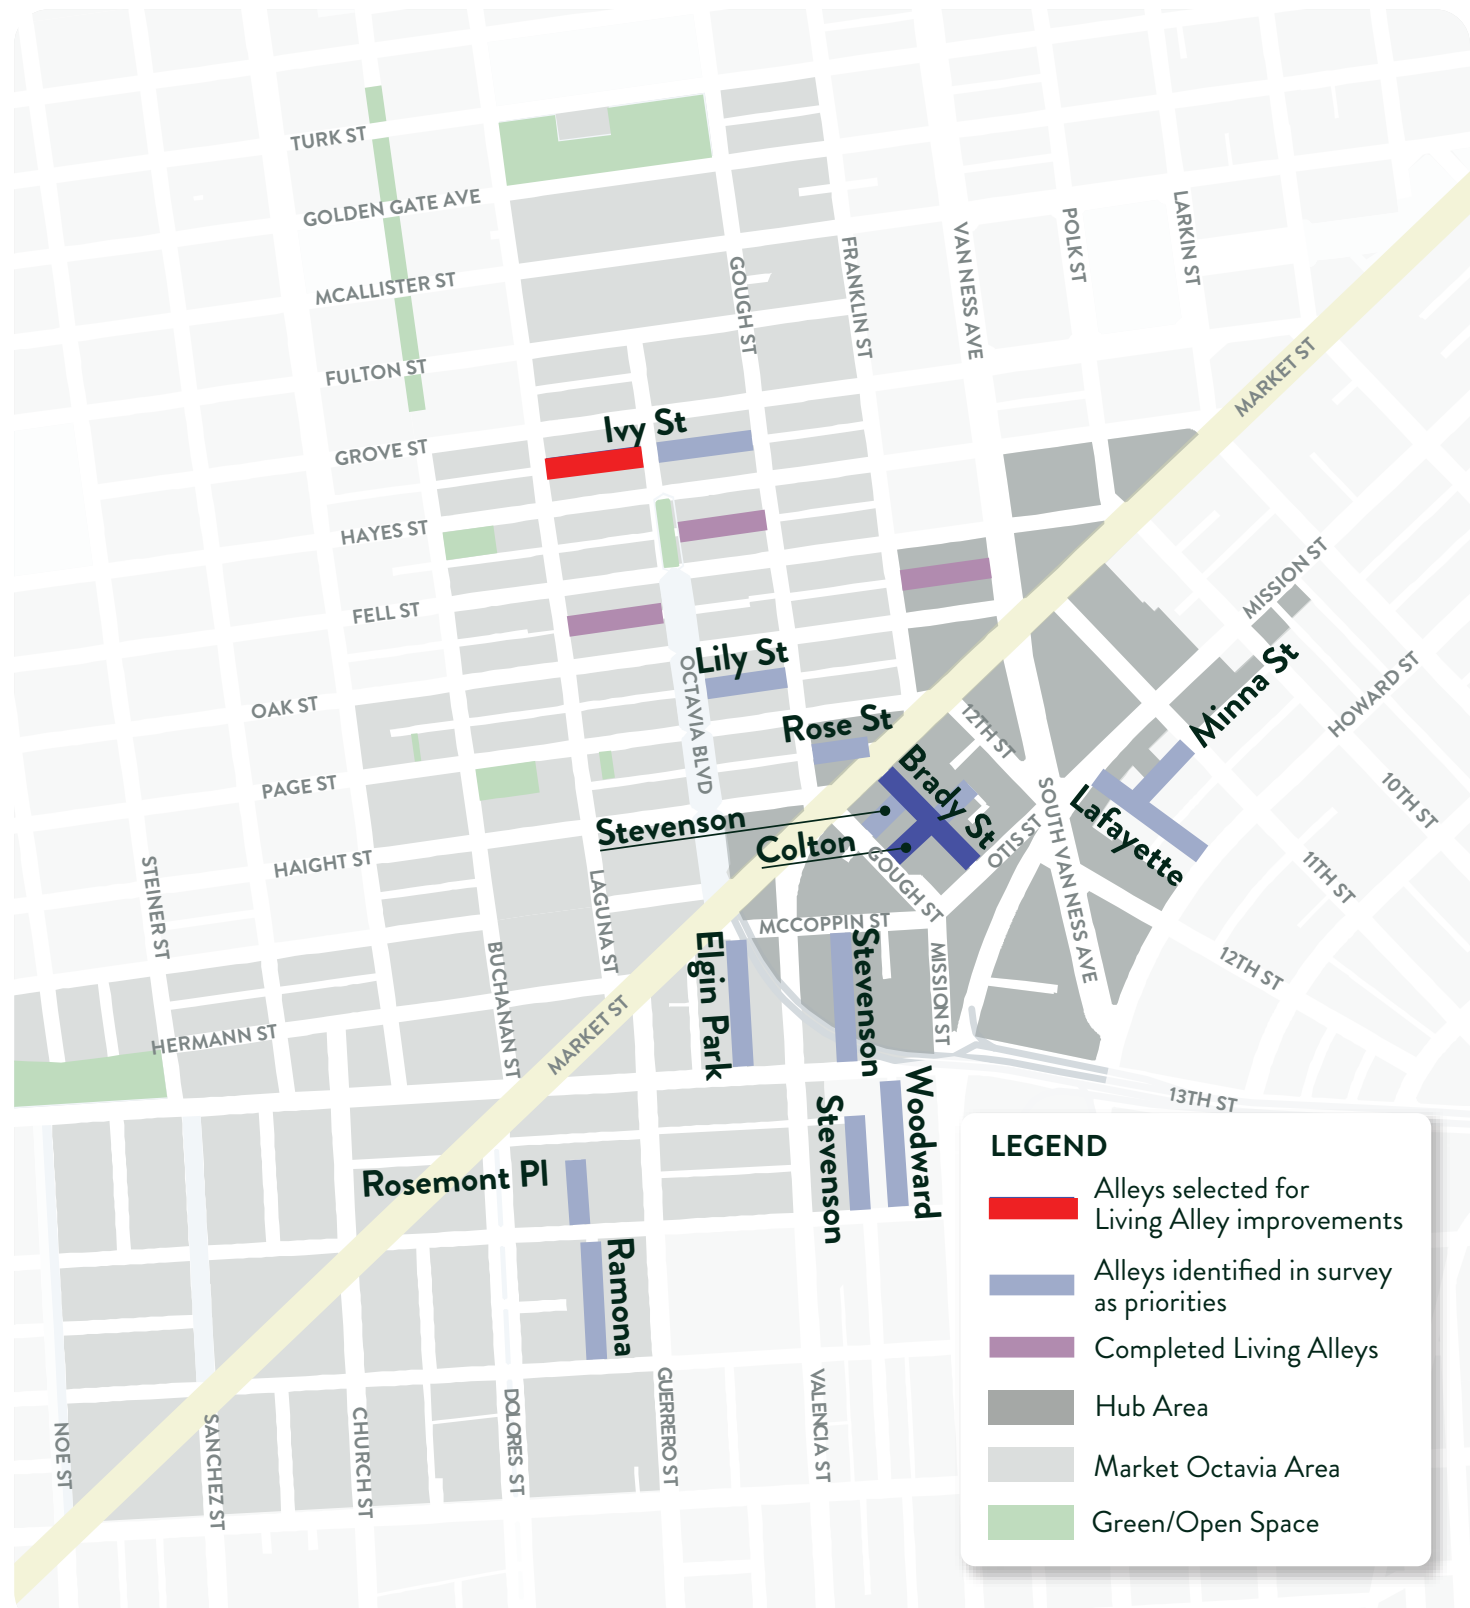 TURK ST
GOLDEN GATE AVE
MCALLISTER ST
FULTON ST
GROVE ST
HAYES ST
FELL ST
OAK ST
PAGE ST
HAIGHT ST
HERMANN ST
GOUGH ST
FRANKLIN ST
VAN NESS AVE
POLK ST
LARKIN ST
MARKET ST
Ivy St
Lily St
OCTAVIA BLVD
Rose St
Brady St
Stevenson
Colton
12TH ST
OTIS ST
GOUGH ST
SOUTH VAN NESS AVE
MISSION ST
Minna St
Lafayette
HOWARD ST
10TH ST
11TH ST
12TH ST
STEINER ST
BUCHANAN ST
LAGUNA ST
MARKET ST
MCCOPPIN ST
Elgin Park
Stevenson
MISSION ST
13TH ST
Stevenson
Woodward
Rosemont Pl
Ramona
NOE ST
SANCHEZ ST
CHURCH ST
DOLORES ST
GUERRERO ST
VALENCIA ST
LEGEND
Alleys selected for
Living Alley improvements
Alleys identified in survey
as priorities
Completed Living Alleys
Hub Area
Market Octavia Area
Green/Open Space